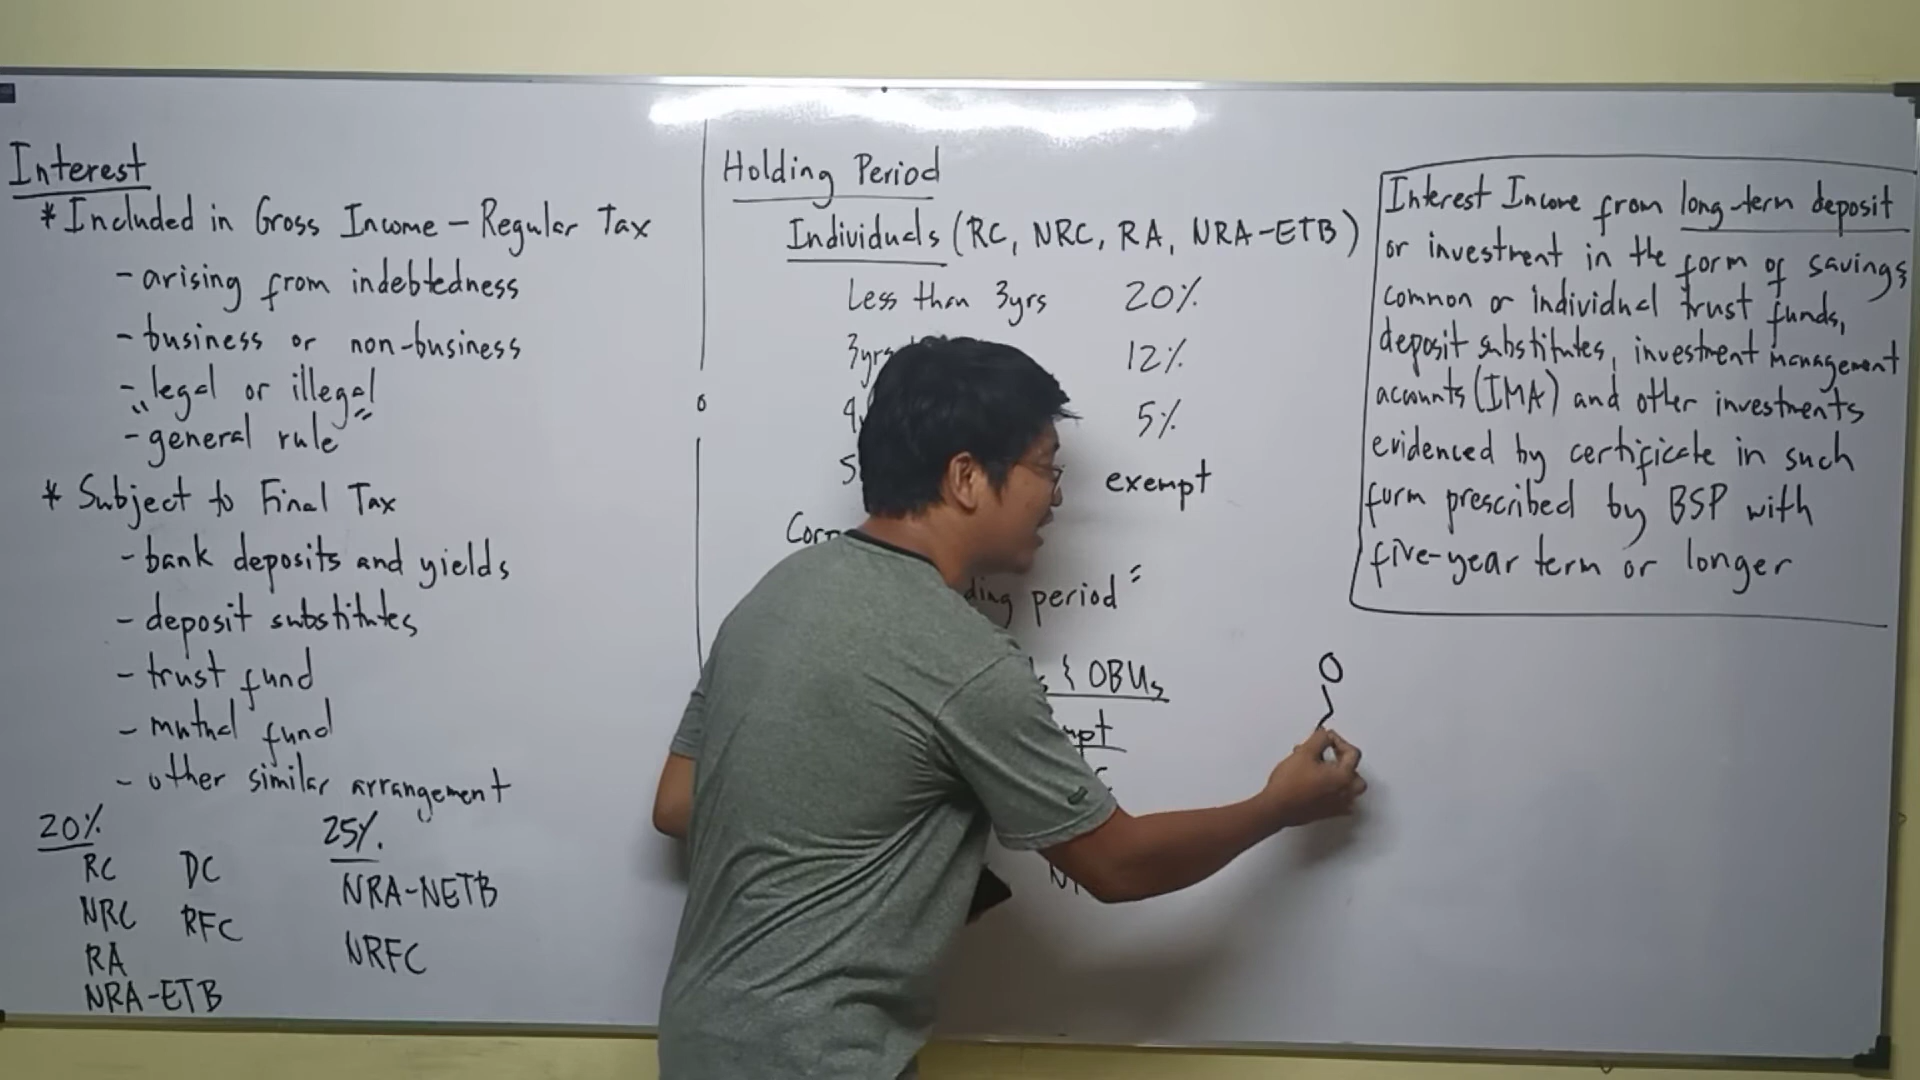 Interest
* Included in Gross Income - Regular Tax
- arising from indebtedness
- business or non-business
- legal or illegal
- "general rule"
* Subject to Final Tax
- bank deposits and yields
- deposit substitutes
- trust fund
- mutual fund
- other similar arrangement
20%
RC DC
NRC RFC
RA
NRA-ETB
25%.
NRA-NETB
NRFC
Holding Period
Individuals (RC, NRC, RA, NRA-ETB)
Less than 3yrs 20%
3yrs 12%
4 5%
5 exempt
period"
OBUs
Interest Income from long-term deposit
or investment in the form of savings
common or individual trust funds,
deposit substitutes, investment management
accounts (IMA) and other investments
evidenced by certificate in such
form prescribed by BSP with
five-year term or longer